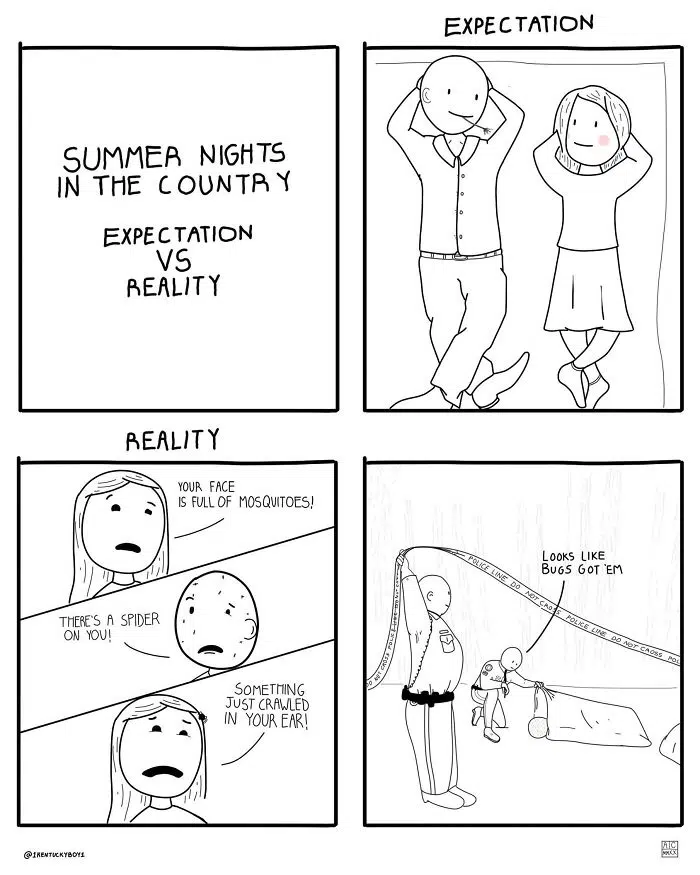 EXPECTATION
SUMMER NIGHTS
IN THE COUNTRY
EXPECTATION
VS
REALITY
REALITY
YOUR FACE
IS FULL OF MOSQUITOES!
THERE'S A SPIDER
ON YOU!
SOMETHING
JUST CRAWLED
IN YOUR EAR!
LOOKS LIKE
BUGS GOT 'EM
POLICE LINE DO NOT CROSS POLICE LINE DO NOT CROSS POL